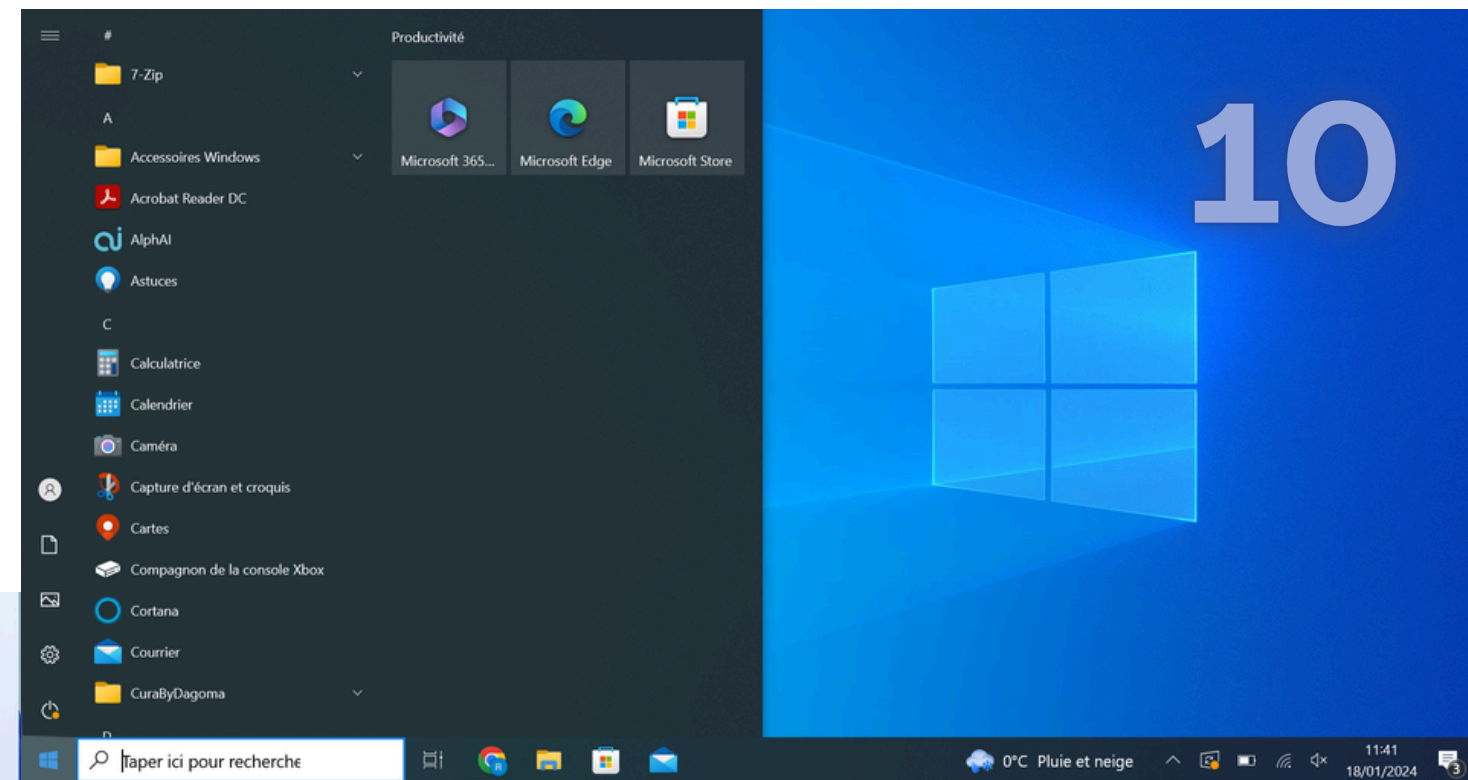 #
Productivité
7-Zip
A
Accessoires Windows
Microsoft 365...
Microsoft Edge
Microsoft Store
Acrobat Reader DC
AlphAI
Astuces
C
Calculatrice
Calendrier
Caméra
Capture d'écran et croquis
Cartes
Compagnon de la console Xbox
Cortana
Courrier
CuraByDagoma
10
Taper ici pour recherche
0°C Pluie et neige
11:41
18/01/2024
3